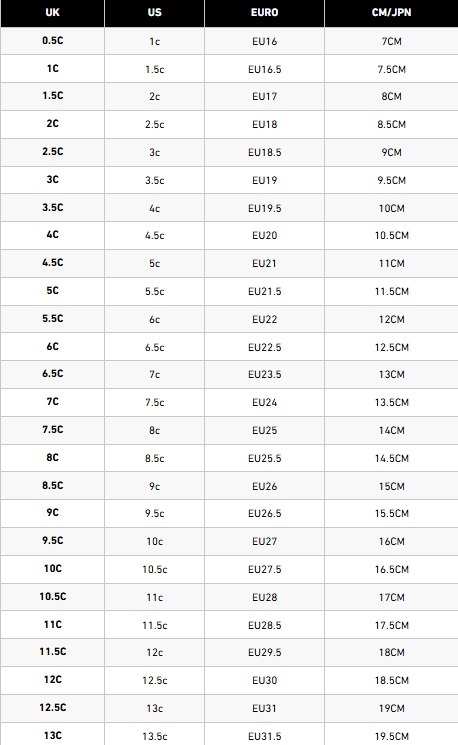 UK US EURO CM/JPN
0.5C 1c EU16 7CM
1C 1.5c EU16.5 7.5CM
1.5C 2c EU17 8CM
2C 2.5c EU18 8.5CM
2.5C 3c EU18.5 9CM
3C 3.5c EU19 9.5CM
3.5C 4c EU19.5 10CM
4C 4.5c EU20 10.5CM
4.5C 5c EU21 11CM
5C 5.5c EU21.5 11.5CM
5.5C 6c EU22 12CM
6C 6.5c EU22.5 12.5CM
6.5C 7c EU23.5 13CM
7C 7.5c EU24 13.5CM
7.5C 8c EU25 14CM
8C 8.5c EU25.5 14.5CM
8.5C 9c EU26 15CM
9C 9.5c EU26.5 15.5CM
9.5C 10c EU27 16CM
10C 10.5c EU27.5 16.5CM
10.5C 11c EU28 17CM
11C 11.5c EU28.5 17.5CM
11.5C 12c EU29.5 18CM
12C 12.5c EU30 18.5CM
12.5C 13c EU31 19CM
13C 13.5c EU31.5 19.5CM